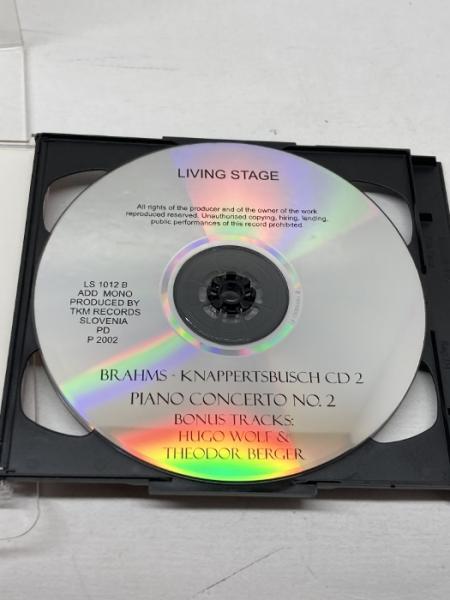 LIVING STAGE
All rights of the producer and of the owner of the work
reproduced reserved. Unauthorised copying, hiring, lending,
public performances of this record prohibited.
LS 1012 B
ADD MONO
PRODUCED BY
TKM RECORDS
SLOVENIA
PD
P 2002
BRAHMS - KNAPPERTSBUSCH CD 2
PIANO CONCERTO NO. 2
BONUS TRACKS:
HUGO WOLF &
THEODOR BERGER